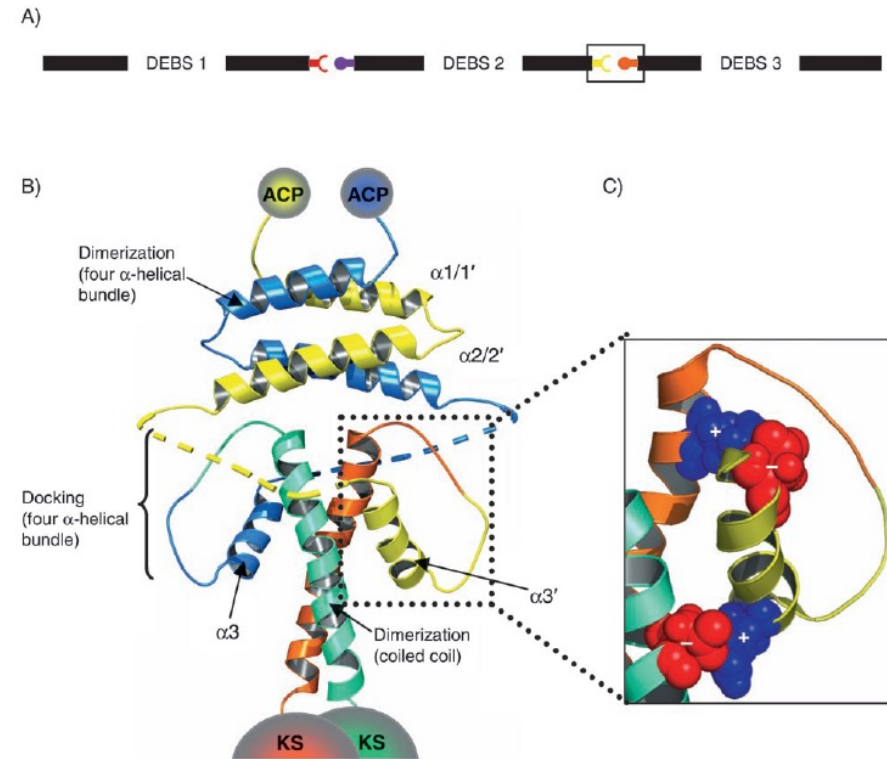 A)
DEBS 1
DEBS 2
DEBS 3
B)
C)
ACP
ACP
Dimerization
(four α-helical
bundle)
α1/1′
α2/2′
Docking
(four α-helical
bundle)
α3
α3′
Dimerization
(coiled coil)
KS
KS
+
−
−
+